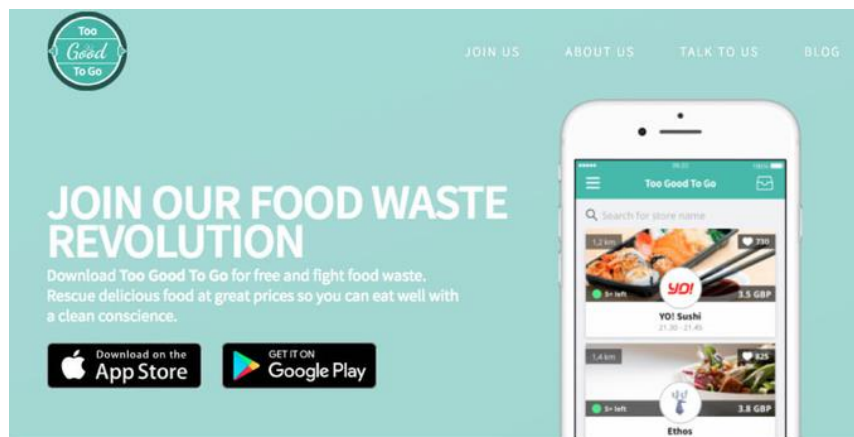 Too
Good
To Go
JOIN US
ABOUT US
TALK TO US
BLOG
JOIN OUR FOOD WASTE
REVOLUTION
Download Too Good To Go for free and fight food waste.
Rescue delicious food at great prices so you can eat well with
a clean conscience.
Download on the
App Store
GET IT ON
Google Play
Too Good To Go
Search for store name
1,2 km
730
YO!
5+ left
3.5 GBP
YO! Sushi
21.30 - 21.45
1,4 km
825
5+ left
3.8 GBP
Ethos